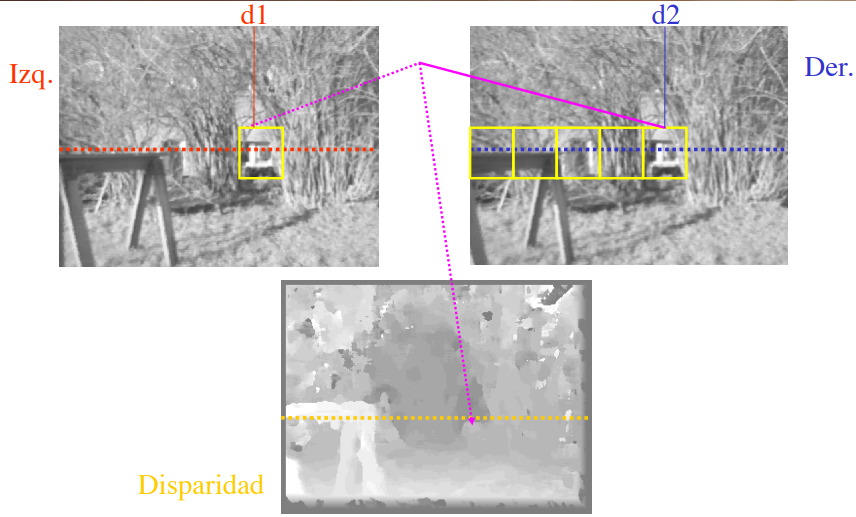 d1
d2
Izq.
Der.
Disparidad